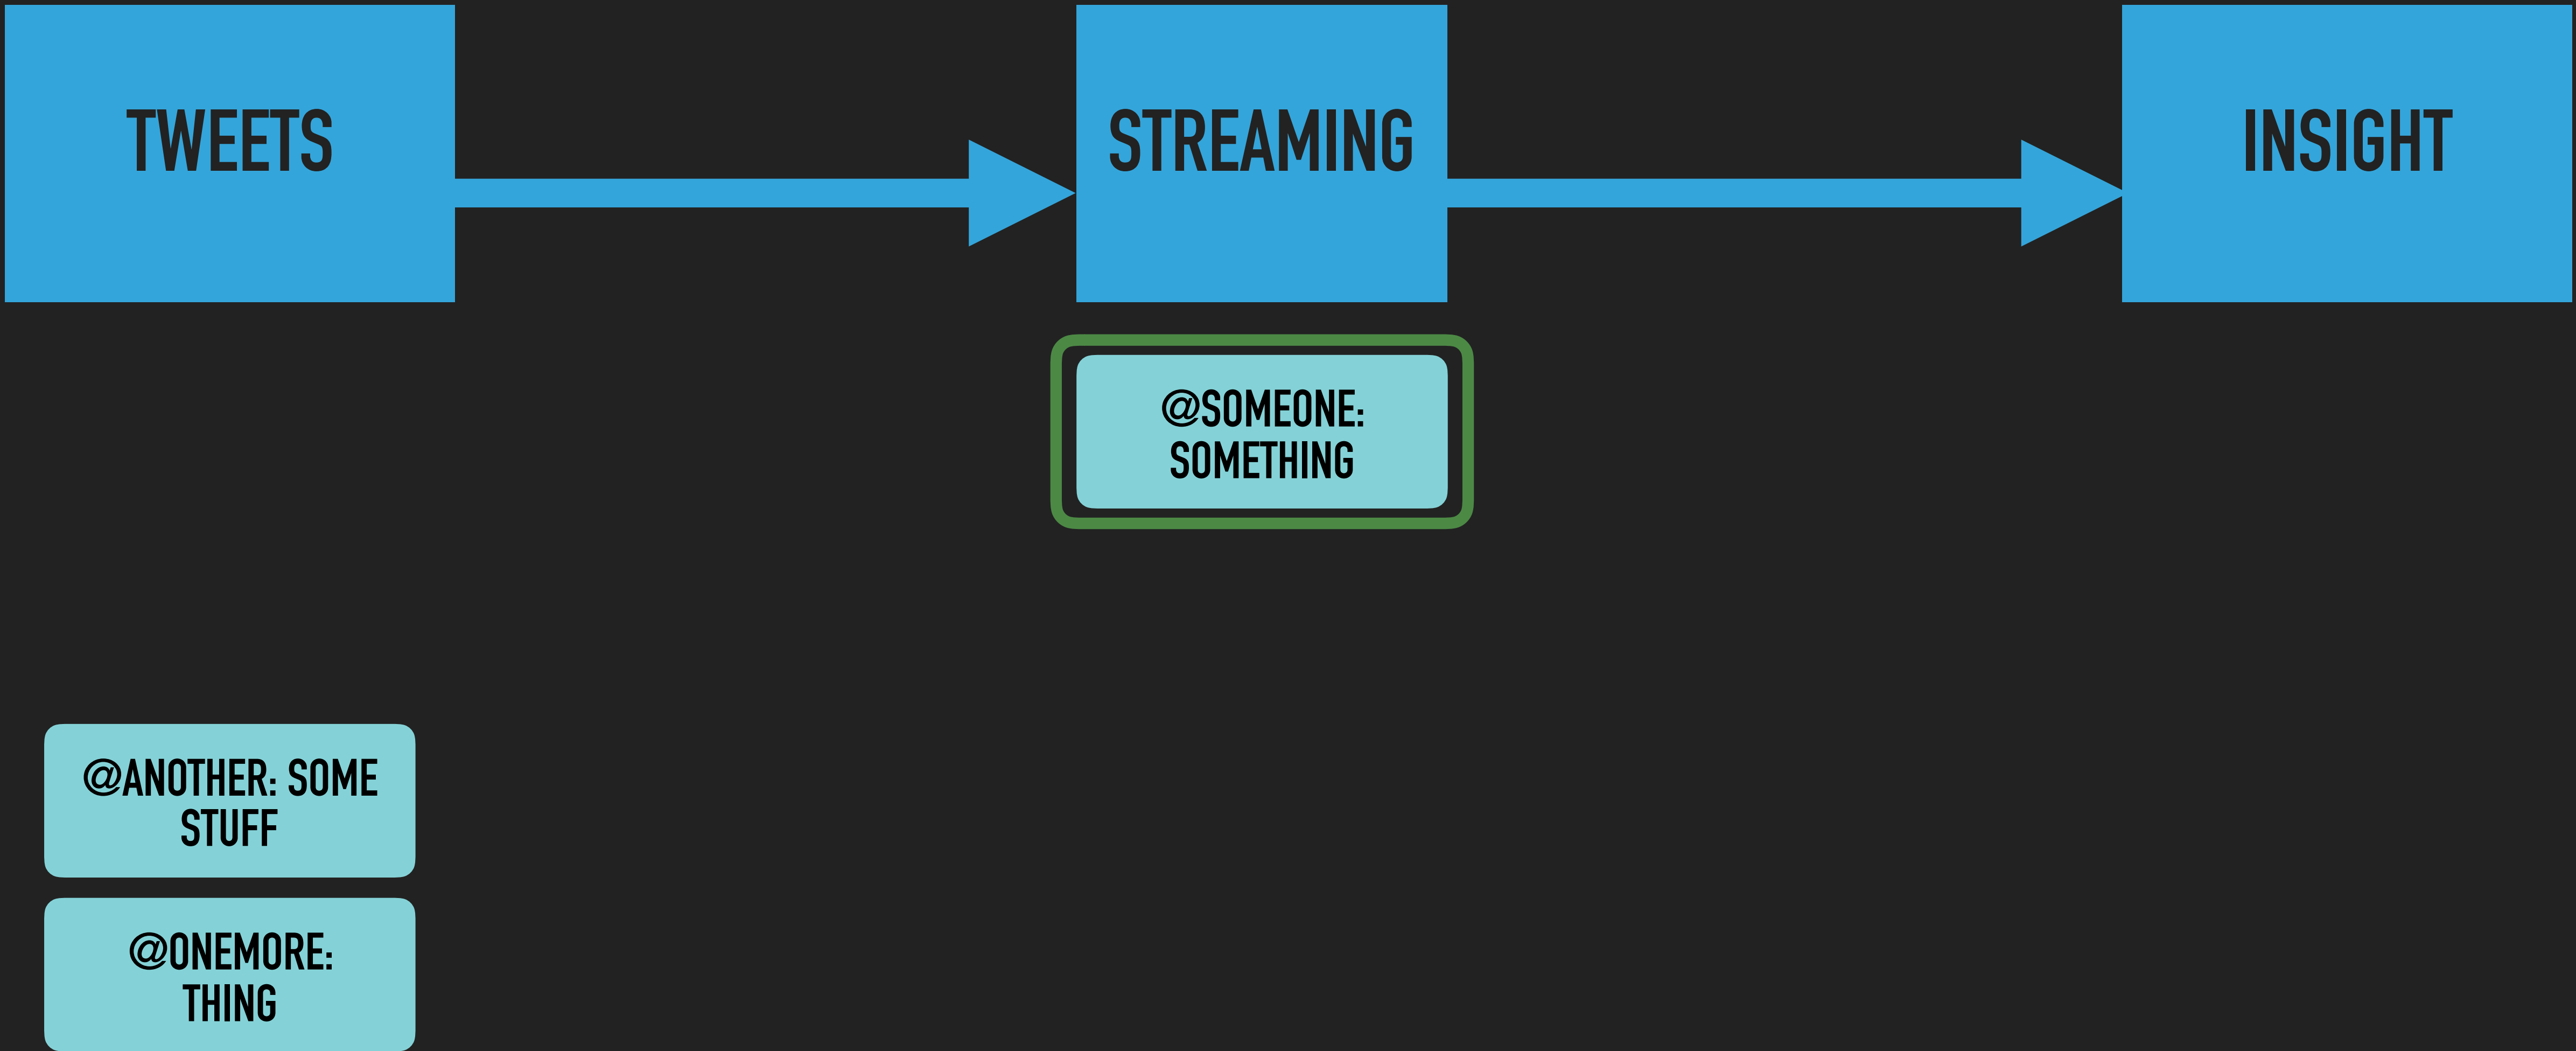 TWEETS
STREAMING
INSIGHT
@SOMEONE:
SOMETHING
@ANOTHER: SOME
STUFF
@ONEMORE:
THING